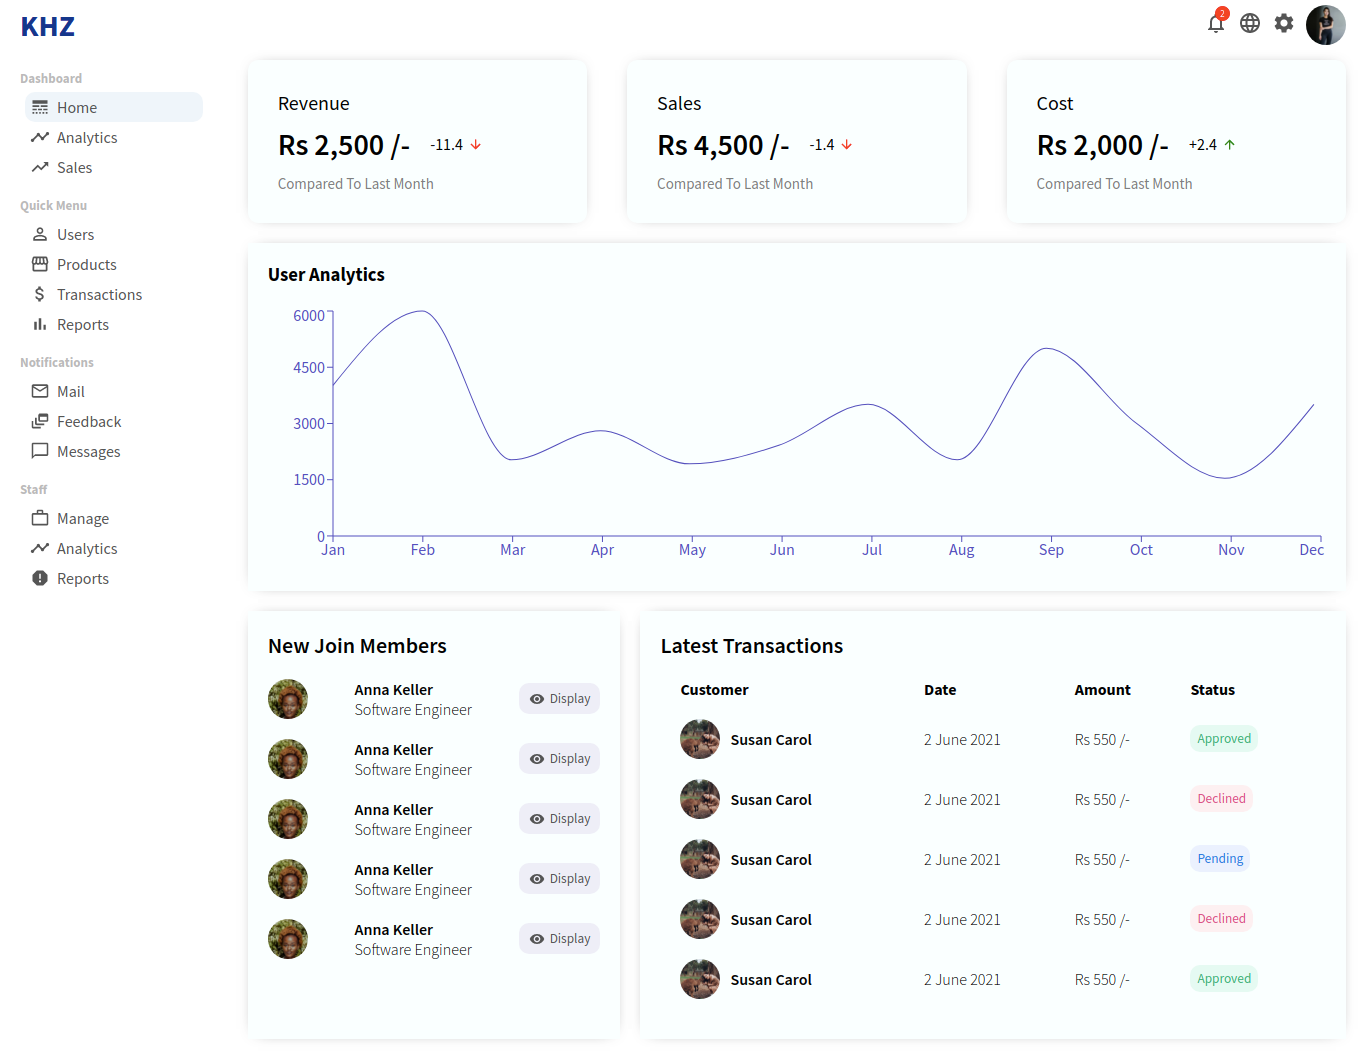 KHZ
2
Dashboard
Home
Analytics
Sales
Quick Menu
Users
Products
Transactions
Reports
Notifications
Mail
Feedback
Messages
Staff
Manage
Analytics
Reports
Revenue
Rs 2,500 /- -11.4
Compared To Last Month
Sales
Rs 4,500 /- -1.4
Compared To Last Month
Cost
Rs 2,000 /- +2.4
Compared To Last Month
User Analytics
6000
4500
3000
1500
0
Jan Feb Mar Apr May Jun Jul Aug Sep Oct Nov Dec
New Join Members
Anna Keller
Software Engineer
Display
Anna Keller
Software Engineer
Display
Anna Keller
Software Engineer
Display
Anna Keller
Software Engineer
Display
Anna Keller
Software Engineer
Display
Latest Transactions
Customer Date Amount Status
Susan Carol 2 June 2021 Rs 550 /- Approved
Susan Carol 2 June 2021 Rs 550 /- Declined
Susan Carol 2 June 2021 Rs 550 /- Pending
Susan Carol 2 June 2021 Rs 550 /- Declined
Susan Carol 2 June 2021 Rs 550 /- Approved